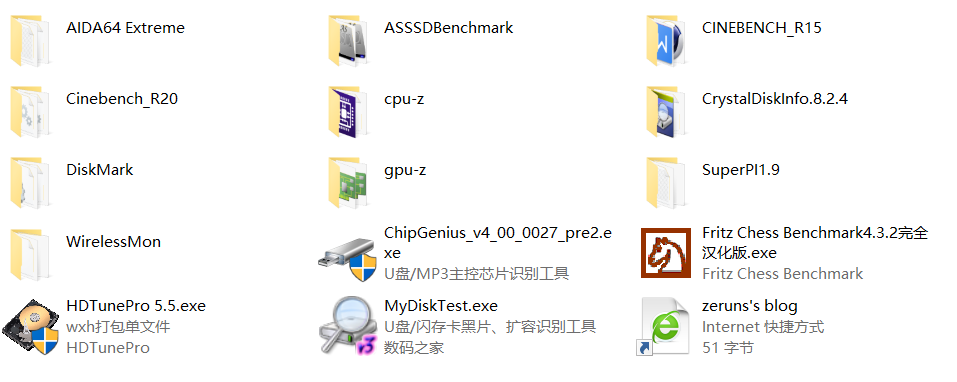 AIDA64 Extreme
ASSSDBenchmark
CINEBENCH_R15
Cinebench_R20
cpu-z
CrystalDiskInfo.8.2.4
DiskMark
gpu-z
SuperPI1.9
WirelessMon
ChipGenius_v4_00_0027_pre2.e
xe
U盘/MP3主控芯片识别工具
Fritz Chess Benchmark4.3.2完全
汉化版.exe
Fritz Chess Benchmark
HDTunePro 5.5.exe
wxh打包单文件
HDTunePro
MyDiskTest.exe
U盘/闪存卡黑片、扩容识别工具
数码之家
zeruns's blog
Internet 快捷方式
51 字节